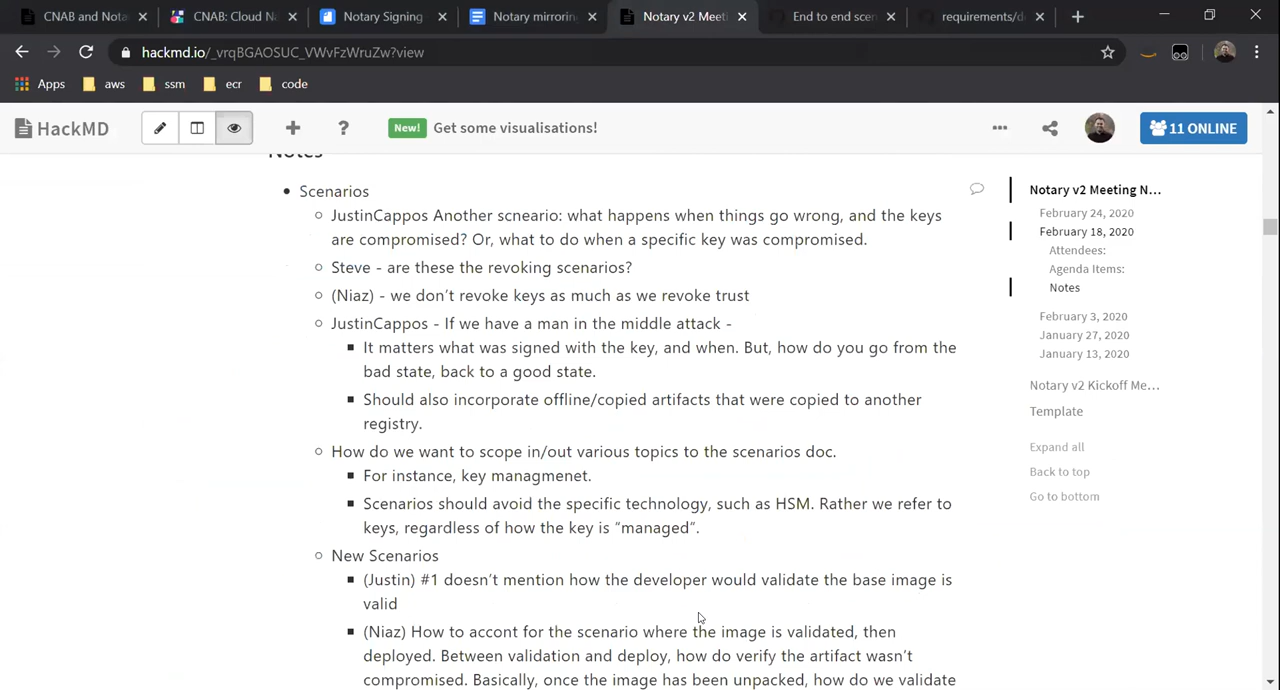 CNAB and Nota
CNAB: Cloud N
Notary Signing
Notary mirrorin
Notary v2 Meeti
End to end scen
requirements/d
hackmd.io/_vrqBGAOSUC_VWvFzWruZw?view
Apps
aws
ssm
ecr
code
HackMD
New! Get some visualisations!
11 ONLINE
Notes
Scenarios
JustinCappos Another scneario: what happens when things go wrong, and the keys
are compromised? Or, what to do when a specific key was compromised.
Steve - are these the revoking scenarios?
(Niaz) - we don't revoke keys as much as we revoke trust
JustinCappos - If we have a man in the middle attack -
It matters what was signed with the key, and when. But, how do you go from the
bad state, back to a good state.
Should also incorporate offline/copied artifacts that were copied to another
registry.
How do we want to scope in/out various topics to the scenarios doc.
For instance, key managmenet.
Scenarios should avoid the specific technology, such as HSM. Rather we refer to
keys, regardless of how the key is “managed”.
New Scenarios
(Justin) #1 doesn't mention how the developer would validate the base image is
valid
(Niaz) How to accont for the scenario where the image is validated, then
deployed. Between validation and deploy, how do verify the artifact wasn't
compromised. Basically, once the image has been unpacked, how do we validate
Notary v2 Meeting N...
February 24, 2020
February 18, 2020
Attendees:
Agenda Items:
Notes
February 3, 2020
January 27, 2020
January 13, 2020
Notary v2 Kickoff Me...
Template
Expand all
Back to top
Go to bottom